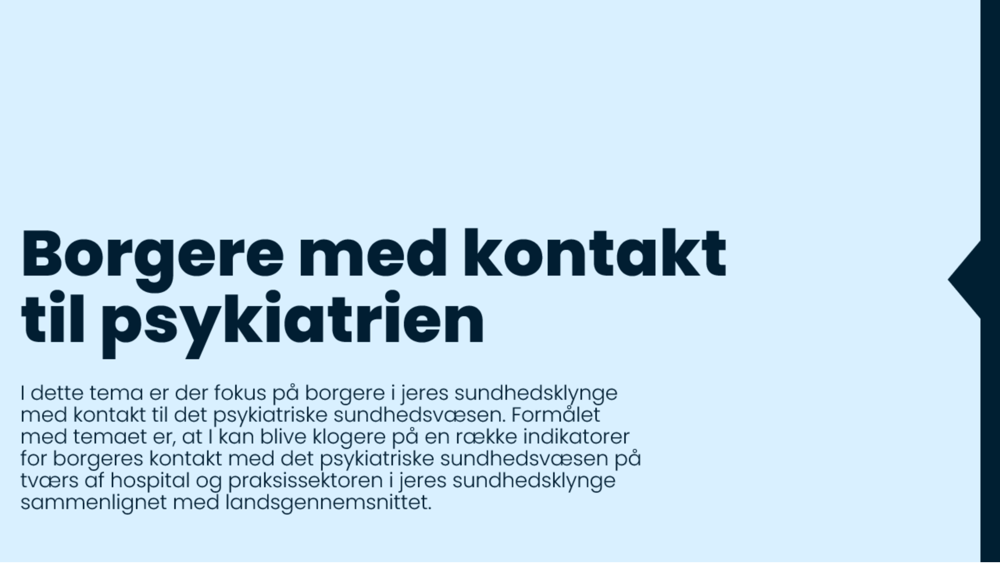 Borgere med kontakt
til psykiatrien
I dette tema er der fokus på borgere i jeres sundhedsklynge
med kontakt til det psykiatriske sundhedsvæsen. Formålet
med temaet er, at I kan blive klogere på en række indikatorer
for borgeres kontakt med det psykiatriske sundhedsvæsen på
tværs af hospital og praksissektoren i jeres sundhedsklynge
sammenlignet med landsgennemsnittet.